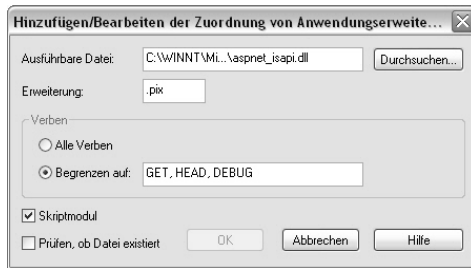 Hinzufügen/Bearbeiten der Zuordnung von Anwendungserweite...
Ausführbare Datei: C:\WINNT\Mi...\aspnet_isapi.dll Durchsuchen...
Erweiterung: .pix
Verben
Alle Verben
Begrenzen auf: GET, HEAD, DEBUG
Skriptmodul
Prüfen, ob Datei existiert OK Abbrechen Hilfe